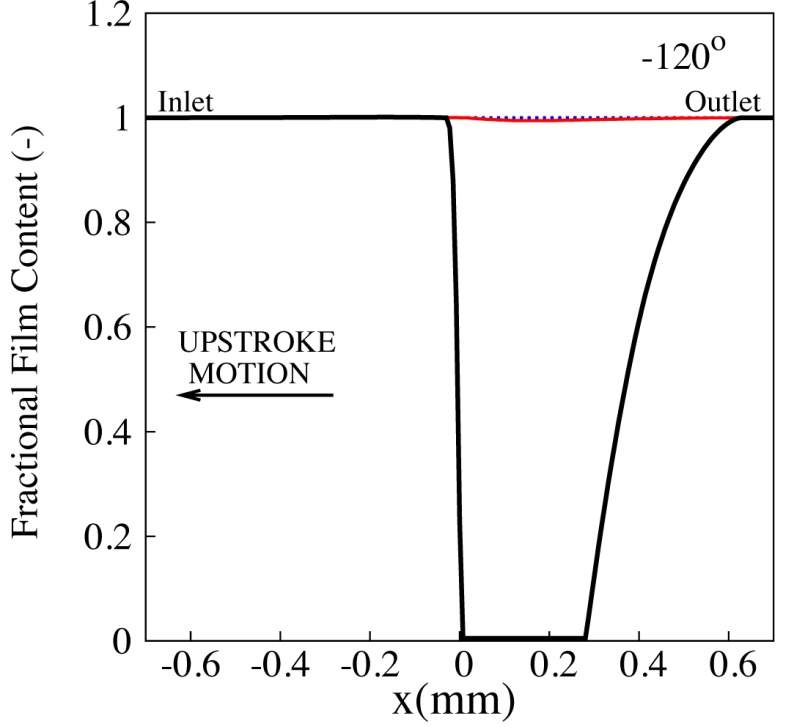 1.2
-120°
Inlet
Outlet
1
0.8
0.6
0.4
0.2
0
Fractional Film Content (-)
UPSTROKE
MOTION
-0.6 -0.4 -0.2 0 0.2 0.4 0.6
x(mm)